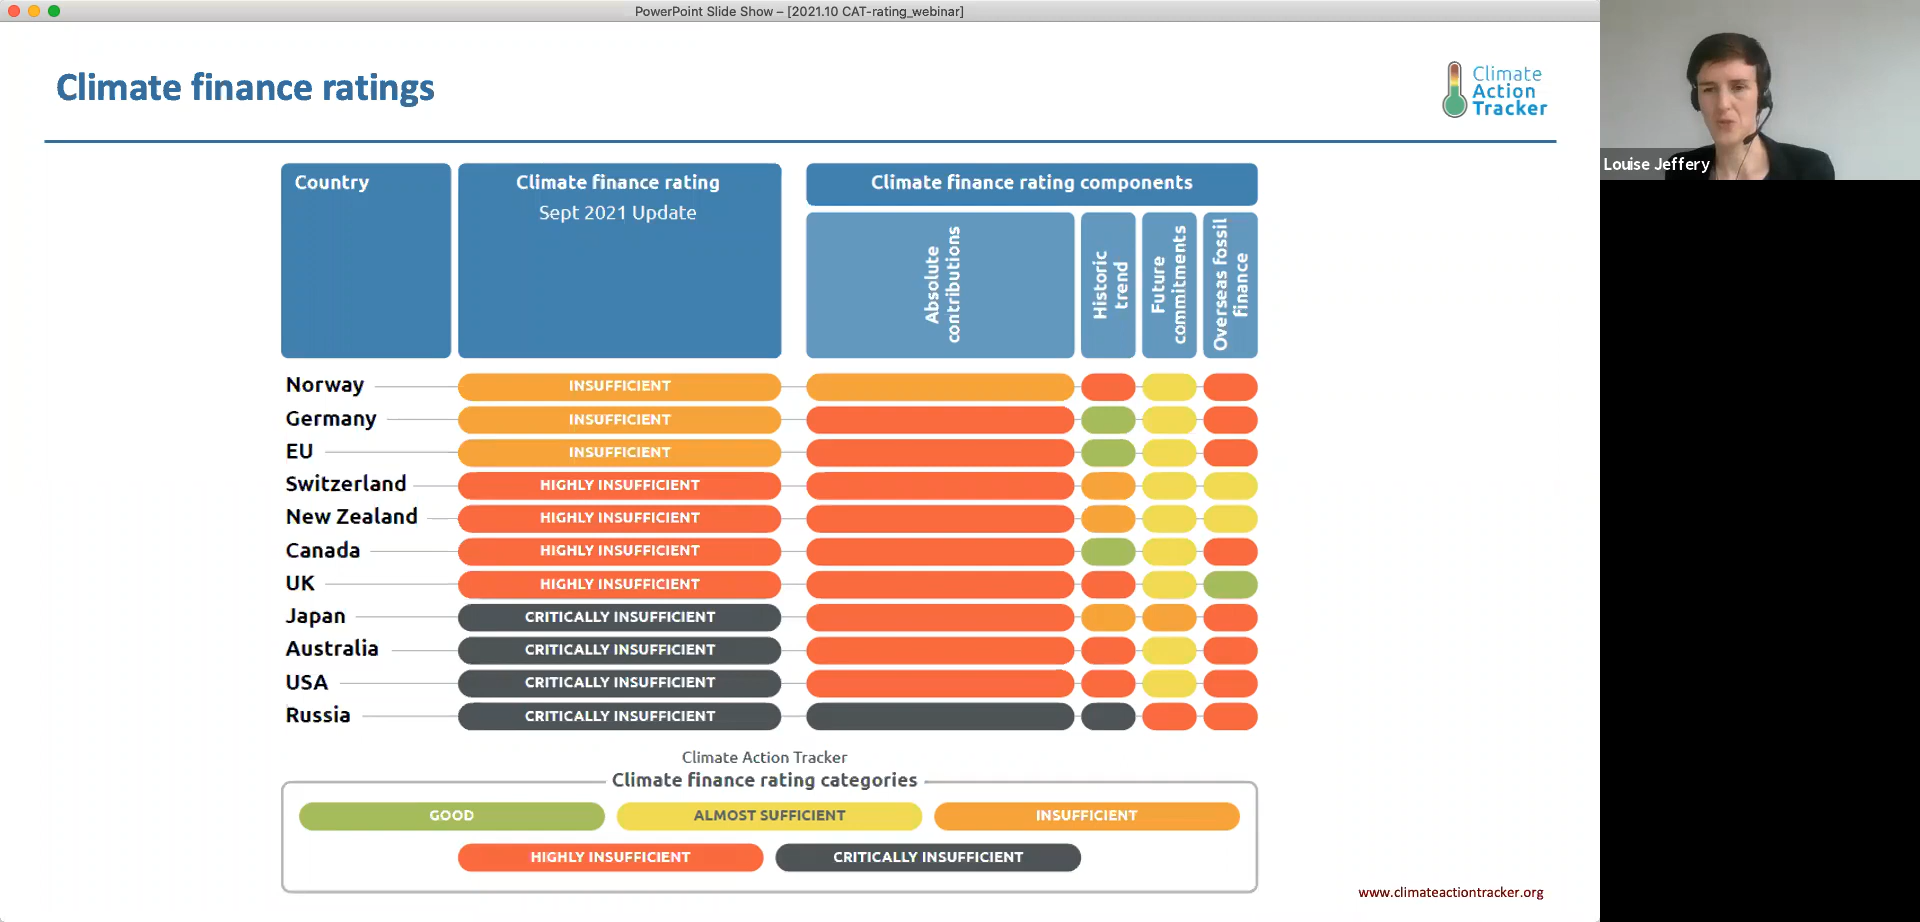 PowerPoint Slide Show – [2021.10 CAT-rating_webinar]
Climate finance ratings
Climate
Action
Tracker
Louise Jeffery
Country
Climate finance rating
Sept 2021 Update
Climate finance rating components
Absolute
contributions
Historic
trend
Future
commitments
Overseas fossil
finance
Norway INSUFFICIENT
Germany INSUFFICIENT
EU INSUFFICIENT
Switzerland HIGHLY INSUFFICIENT
New Zealand HIGHLY INSUFFICIENT
Canada HIGHLY INSUFFICIENT
UK HIGHLY INSUFFICIENT
Japan CRITICALLY INSUFFICIENT
Australia CRITICALLY INSUFFICIENT
USA CRITICALLY INSUFFICIENT
Russia CRITICALLY INSUFFICIENT
Climate Action Tracker
Climate finance rating categories
GOOD ALMOST SUFFICIENT INSUFFICIENT
HIGHLY INSUFFICIENT CRITICALLY INSUFFICIENT
www.climateactiontracker.org